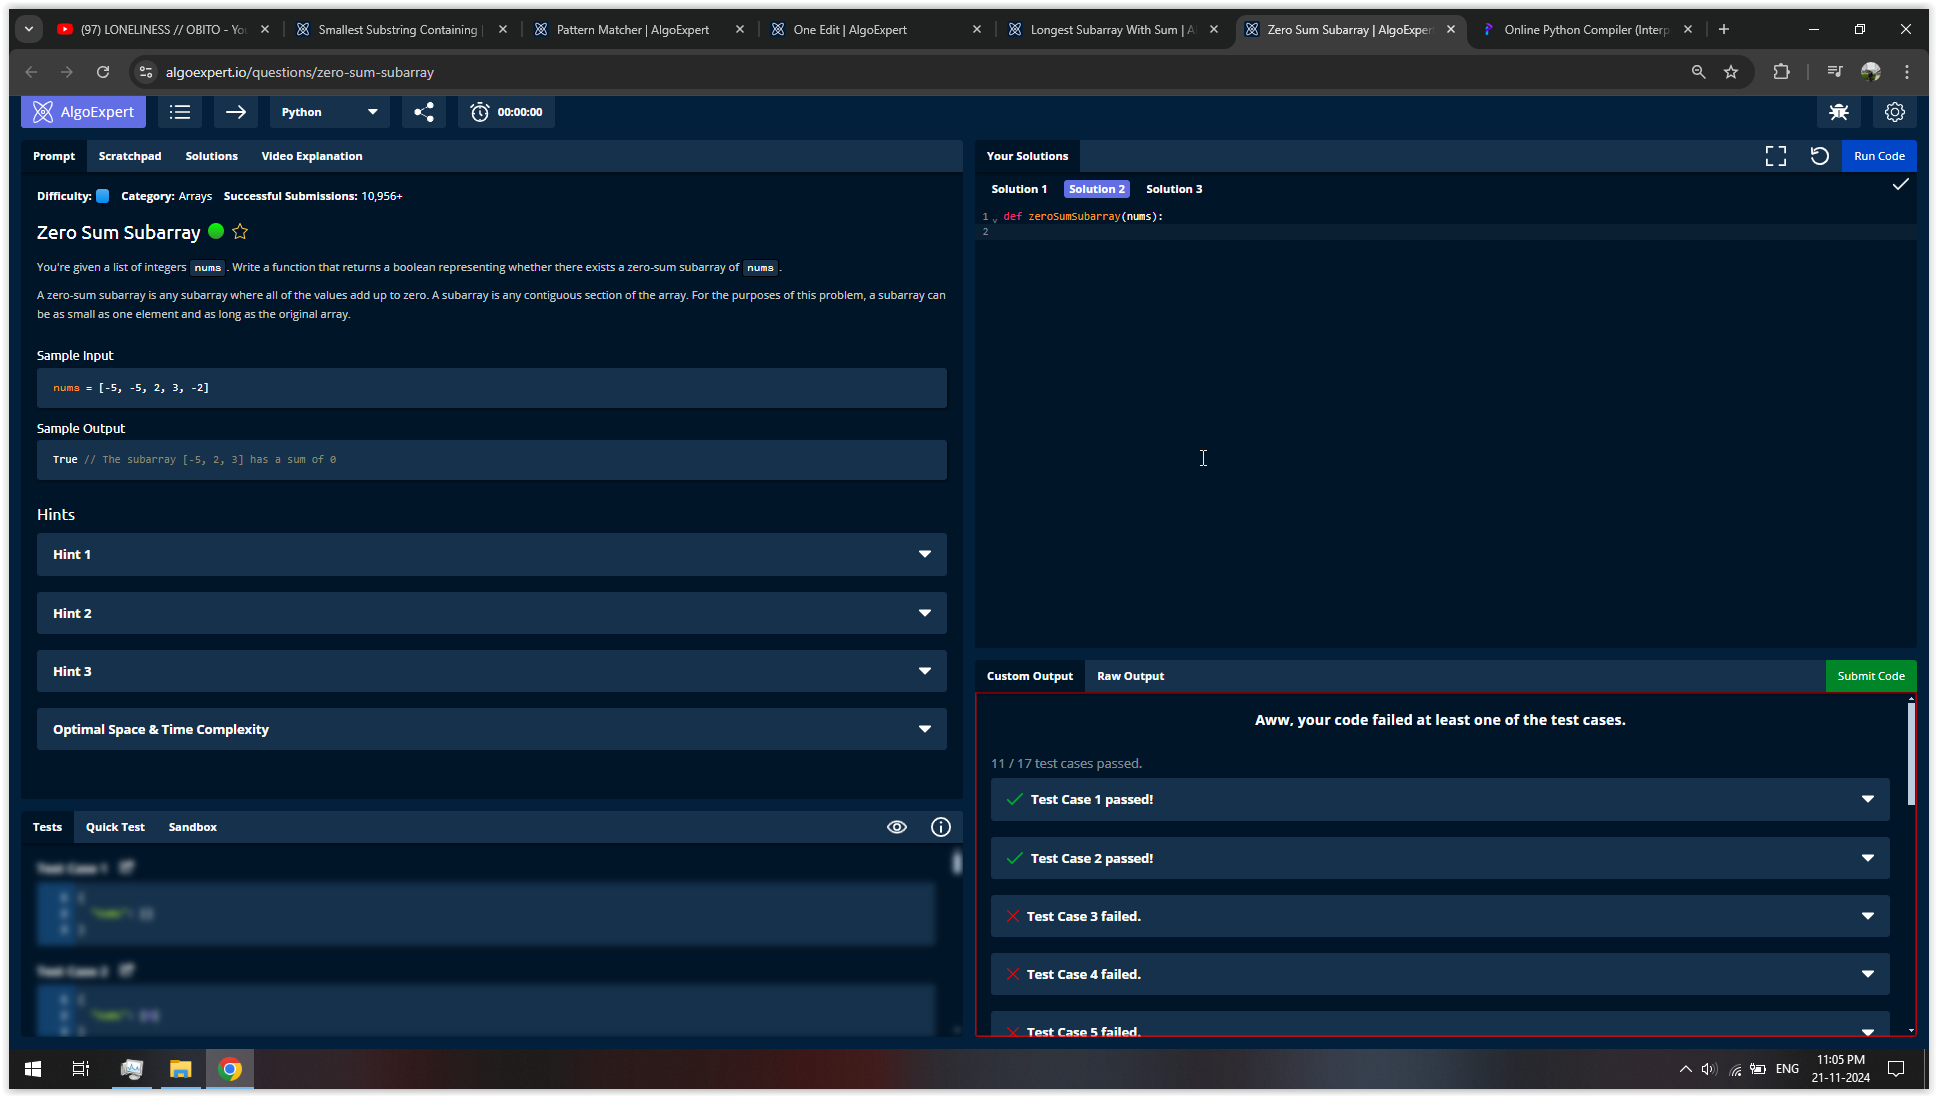 (97) LONELINESS // OBITO - You
Smallest Substring Containing
Pattern Matcher | AlgoExpert
One Edit | AlgoExpert
Longest Subarray With Sum | A
Zero Sum Subarray | AlgoExper
Online Python Compiler (Interp
algoexpert.io/questions/zero-sum-subarray
AlgoExpert
Python
00:00:00
Prompt
Scratchpad
Solutions
Video Explanation
Difficulty:
Category: Arrays
Successful Submissions: 10,956+
Zero Sum Subarray
You're given a list of integers nums . Write a function that returns a boolean representing whether there exists a zero-sum subarray of nums .
A zero-sum subarray is any subarray where all of the values add up to zero. A subarray is any contiguous section of the array. For the purposes of this problem, a subarray can
be as small as one element and as long as the original array.
Sample Input
nums = [-5, -5, 2, 3, -2]
Sample Output
True // The subarray [-5, 2, 3] has a sum of 0
Hints
Hint 1
Hint 2
Hint 3
Optimal Space & Time Complexity
Tests
Quick Test
Sandbox
Test Case 1
Test Case 2
Your Solutions
Run Code
Solution 1
Solution 2
Solution 3
1 def zeroSumSubarray(nums):
2
Custom Output
Raw Output
Submit Code
Aww, your code failed at least one of the test cases.
11 / 17 test cases passed.
Test Case 1 passed!
Test Case 2 passed!
Test Case 3 failed.
Test Case 4 failed.
Test Case 5 failed.
ENG
11:05 PM
21-11-2024